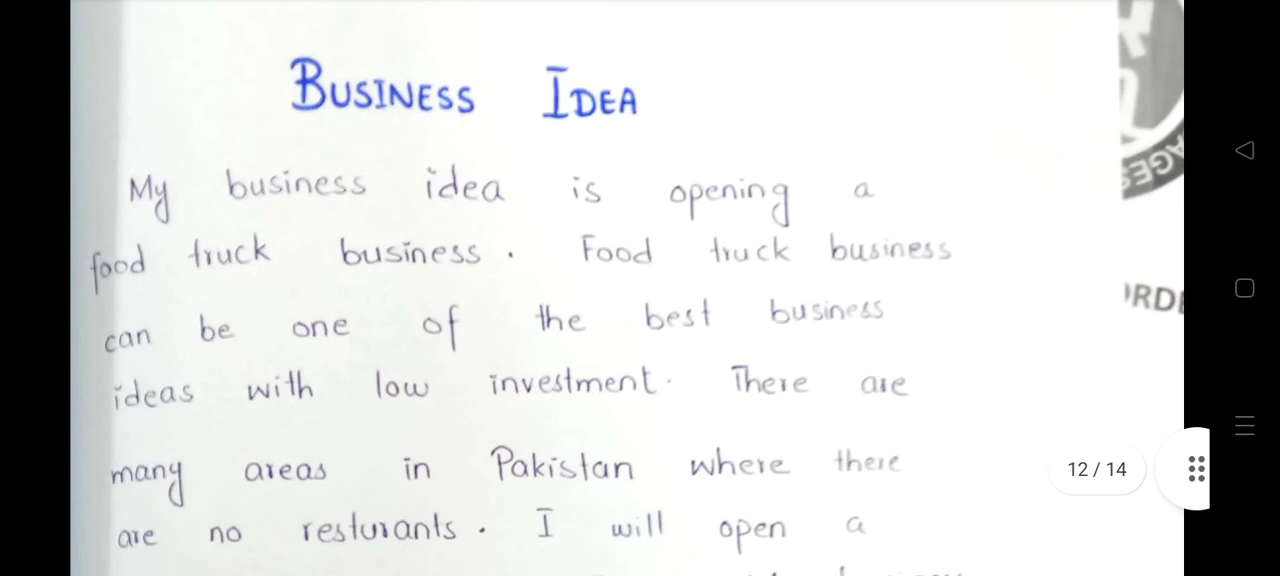 BUSINESS IDEA
My business idea is opening a
food truck business. Food truck business
can be one of the best business
ideas with low investment. There are
many areas in Pakistan where there
are no resturants. I will open a
12 / 14